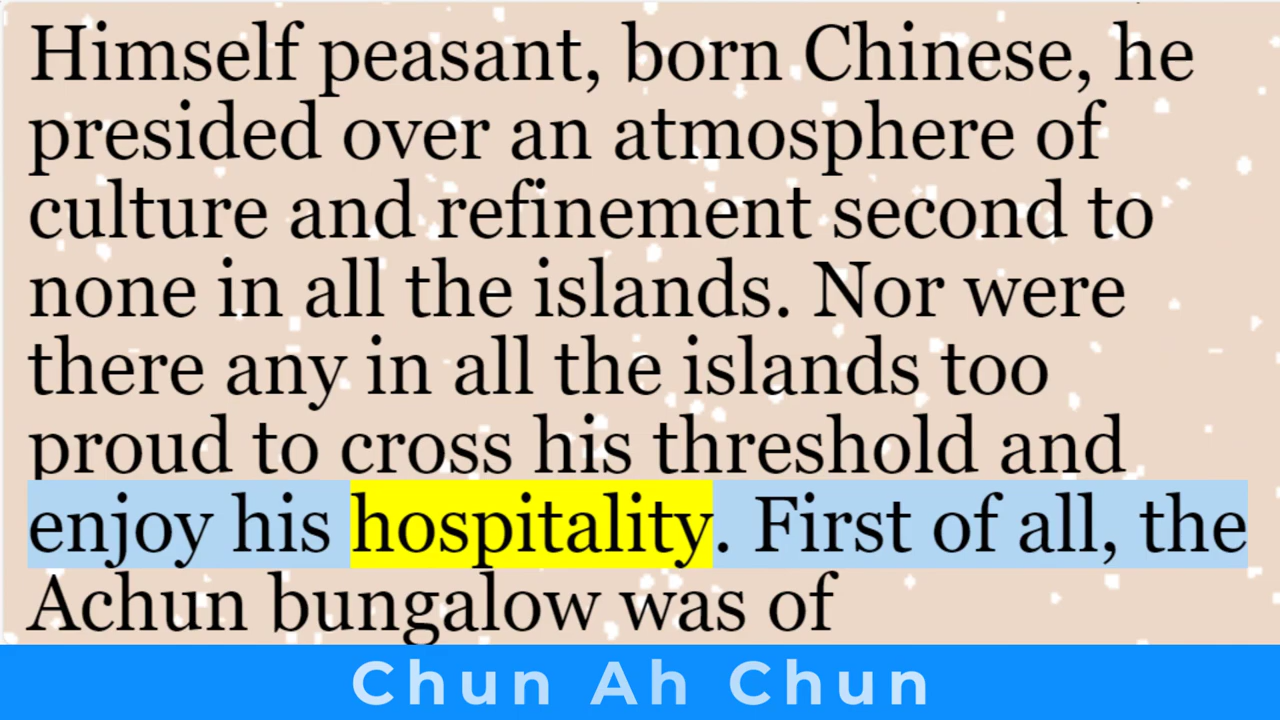 Himself peasant, born Chinese, he
presided over an atmosphere of
culture and refinement second to
none in all the islands. Nor were
there any in all the islands too
proud to cross his threshold and
enjoy his hospitality. First of all, the
Achun bungalow was of
Chun Ah Chun